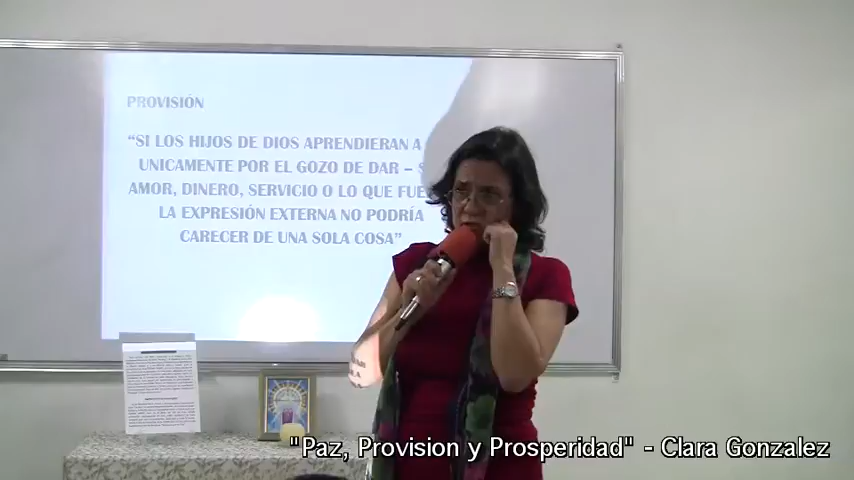 PROVISIÓN
“SI LOS HIJOS DE DIOS APRENDIERAN A
UNICAMENTE POR EL GOZO DE DAR –
AMOR, DINERO, SERVICIO O LO QUE FUE
LA EXPRESIÓN EXTERNA NO PODRÍA
CARECER DE UNA SOLA COSA”
"Paz, Provision y Prosperidad" - Clara Gonzalez